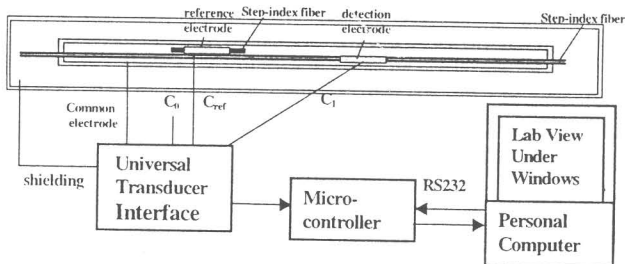 reference
electrode
Step-index fiber
detection
electrode
Step-index fiber
Common
electrode
C0
Cref
C1
shielding
Universal
Transducer
Interface
Micro-
controller
RS232
Lab View
Under
Windows
Personal
Computer